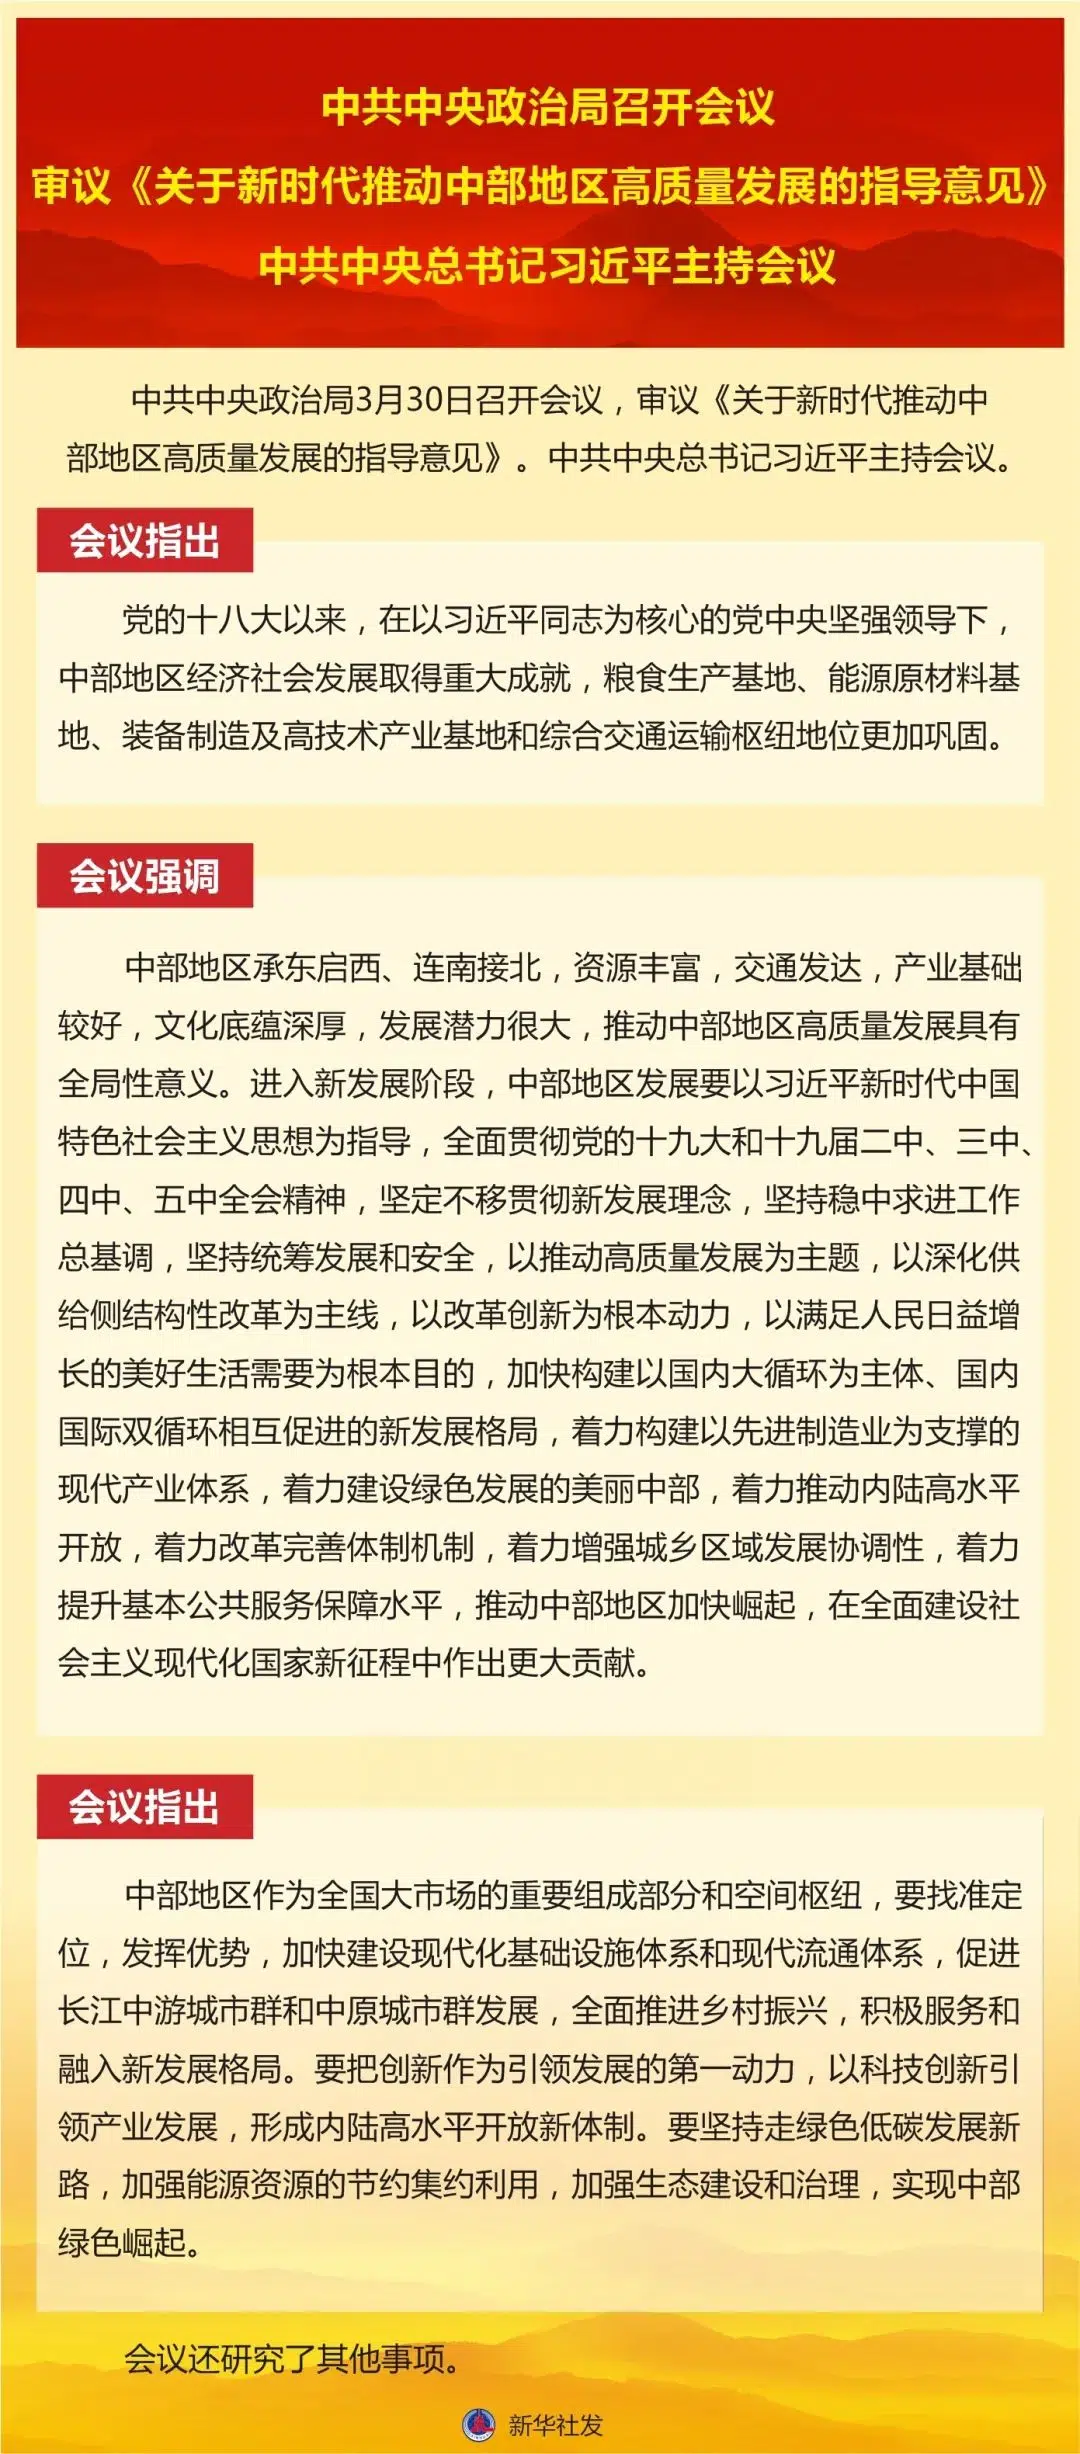 中共中央政治局召开会议
审议《关于新时代推动中部地区高质量发展的指导意见》
中共中央总书记习近平主持会议
中共中央政治局3月30日召开会议，审议《关于新时代推动中
部地区高质量发展的指导意见》。中共中央总书记习近平主持会议。
会议指出
党的十八大以来，在以习近平同志为核心的党中央坚强领导下，
中部地区经济社会发展取得重大成就，粮食生产基地、能源原材料基
地、装备制造及高技术产业基地和综合交通运输枢纽地位更加巩固。
会议强调
中部地区承东启西、连南接北，资源丰富，交通发达，产业基础
较好，文化底蕴深厚，发展潜力很大，推动中部地区高质量发展具有
全局性意义。进入新发展阶段，中部地区发展要以习近平新时代中国
特色社会主义思想为指导，全面贯彻党的十九大和十九届二中、三中、
四中、五中全会精神，坚定不移贯彻新发展理念，坚持稳中求进工作
总基调，坚持统筹发展和安全，以推动高质量发展为主题，以深化供
给侧结构性改革为主线，以改革创新为根本动力，以满足人民日益增
长的美好生活需要为根本目的，加快构建以国内大循环为主体、国内
国际双循环相互促进的新发展格局，着力构建以先进制造业为支撑的
现代产业体系，着力建设绿色发展的美丽中部，着力推动内陆高水平
开放，着力改革完善体制机制，着力增强城乡区域发展协调性，着力
提升基本公共服务保障水平，推动中部地区加快崛起，在全面建设社
会主义现代化国家新征程中作出更大贡献。
会议指出
中部地区作为全国大市场的重要组成部分和空间枢纽，要找准定
位，发挥优势，加快建设现代化基础设施体系和现代流通体系，促进
长江中游城市群和中原城市群发展，全面推进乡村振兴，积极服务和
融入新发展格局。要把创新作为引领发展的第一动力，以科技创新引
领产业发展，形成内陆高水平开放新体制。要坚持走绿色低碳发展新
路，加强能源资源的节约集约利用，加强生态建设和治理，实现中部
绿色崛起。
会议还研究了其他事项。
新华社发